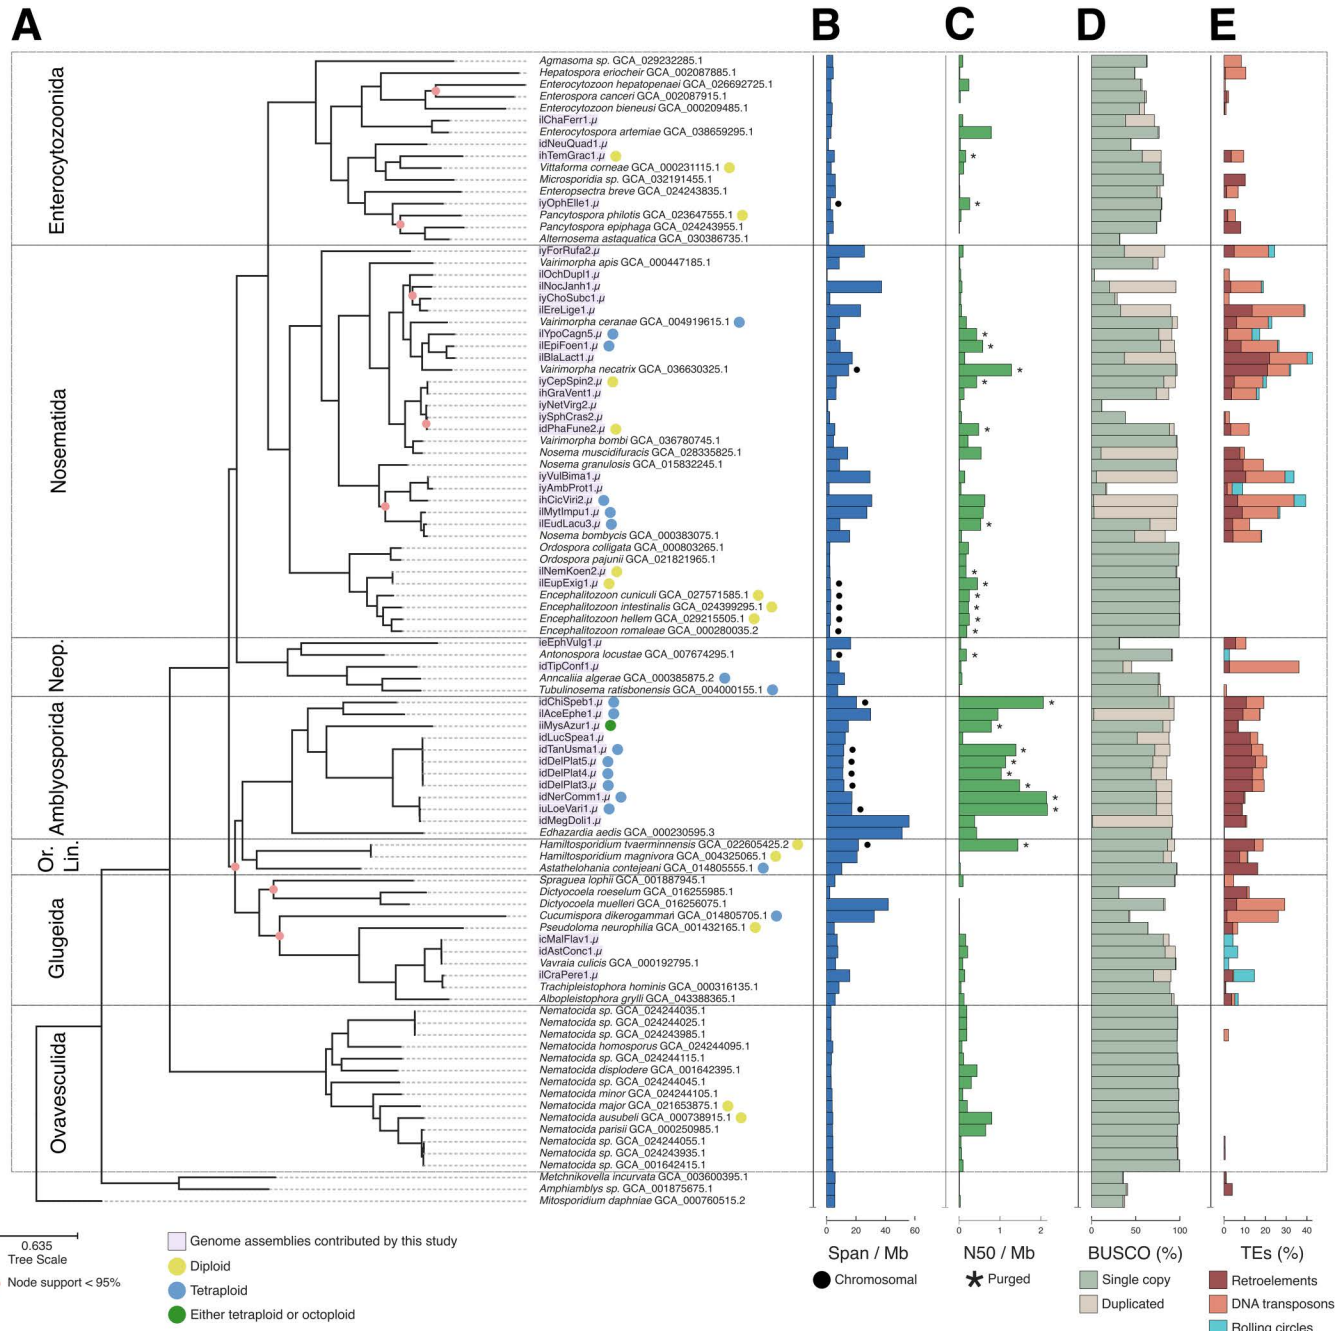 A
B
C
D
E
Enterocytozoonida
Agmasoma sp. GCA_029232285.1
Hepatospora eriocheir GCA_002087885.1
Enterocytozoon hepatopenaei GCA_026692725.1
Enterospora canceri GCA_002087915.1
Enterocytozoon bieneusi GCA_000209485.1
ilChaFerr1.µ
Enterocytospora artemiae GCA_038659295.1
idNeuQuad1.µ
ihTemGrac1.µ
*
Vittaforma corneae GCA_000231115.1
Microsporidia sp. GCA_032191455.1
Enteropsectra breve GCA_024243835.1
iyOphElle1.µ
*
Pancytospora philotis GCA_023647555.1
Pancytospora epiphaga GCA_024243955.1
Alternosema astaquatica GCA_030386735.1
Nosematida
iyForRufa2.µ
Vairimorpha apis GCA_000447185.1
ilOchDupl1.µ
ilNocJanh1.µ
iyChoSubc1.µ
ilEreLige1.µ
Vairimorpha ceranae GCA_004919615.1
ilYpoCagn5.µ
*
ilEpiFoen1.µ
*
ilBlaLact1.µ
Vairimorpha necatrix GCA_036630325.1
*
iyCepSpin2.µ
*
ihGraVent1.µ
iyNetVirg2.µ
iySphCras2.µ
idPhaFune2.µ
*
Vairimorpha bombi GCA_036780745.1
Nosema muscidifuracis GCA_028335825.1
Nosema granulosis GCA_015832245.1
iyVulBima1.µ
iyAmbProt1.µ
ihCicViri2.µ
ilMytImpu1.µ
ilEudLacu3.µ
*
Nosema bombycis GCA_000383075.1
Ordospora colligata GCA_000803265.1
Ordospora pajunii GCA_021821965.1
ilNemKoen2.µ
*
ilEupExig1.µ
*
Encephalitozoon cuniculi GCA_027571585.1
*
Encephalitozoon intestinalis GCA_024399295.1
*
Encephalitozoon hellem GCA_029215505.1
*
Encephalitozoon romaleae GCA_000280035.2
*
Neop.
ieEphVulg1.µ
Antonospora locustae GCA_007674295.1
*
idTipConf1.µ
Anncaliia algerae GCA_000385875.2
Tubulinosema ratisbonensis GCA_004000155.1
Amblyosporida
idChiSpeb1.µ
*
ilAceEphe1.µ
ilMysAzur1.µ
*
idLucSpea1.µ
idTanUsma1.µ
*
idDelPlat5.µ
*
idDelPlat4.µ
*
idDelPlat3.µ
*
idNerComm1.µ
*
iuLoeVari1.µ
*
idMegDoli1.µ
Edhazardia aedis GCA_000230595.3
Or.
Lin.
Hamiltosporidium tvaerminnensis GCA_022605425.2
*
Hamiltosporidium magnivora GCA_004325065.1
Astathelohania contejeani GCA_014805555.1
Glugeida
Spraguea lophii GCA_001887945.1
Dictyocoela roeselum GCA_016255985.1
Dictyocoela muelleri GCA_016256075.1
Cucumispora dikerogammari GCA_014805705.1
Pseudoloma neurophilia GCA_001432165.1
icMalFlav1.µ
idAstConc1.µ
Vavraia culicis GCA_000192795.1
ilCraPere1.µ
Trachipleistophora hominis GCA_000316135.1
Albopleistophora grylli GCA_043388365.1
Ovavesculida
Nematocida sp. GCA_024244035.1
Nematocida sp. GCA_024244025.1
Nematocida sp. GCA_024243985.1
Nematocida homosporus GCA_024244095.1
Nematocida sp. GCA_024244115.1
Nematocida displodere GCA_001642395.1
Nematocida sp. GCA_024244045.1
Nematocida minor GCA_024244105.1
Nematocida major GCA_021653875.1
Nematocida ausubeli GCA_000738915.1
Nematocida parisii GCA_000250985.1
Nematocida sp. GCA_024244055.1
Nematocida sp. GCA_024243935.1
Nematocida sp. GCA_001642415.1
Metchnikovella incurvata GCA_003600395.1
Amphiamblys sp. GCA_001875675.1
Mitosporidium daphniae GCA_000760515.2
0 20 40 60
0 1 2
0 50 100
0 10 20 30 40
Span / Mb
N50 / Mb
BUSCO (%)
TEs (%)
0.635
Tree Scale
Node support < 95%
Genome assemblies contributed by this study
Diploid
Tetraploid
Either tetraploid or octoploid
Chromosomal
* Purged
Single copy
Duplicated
Retroelements
DNA transposons
Rolling circles